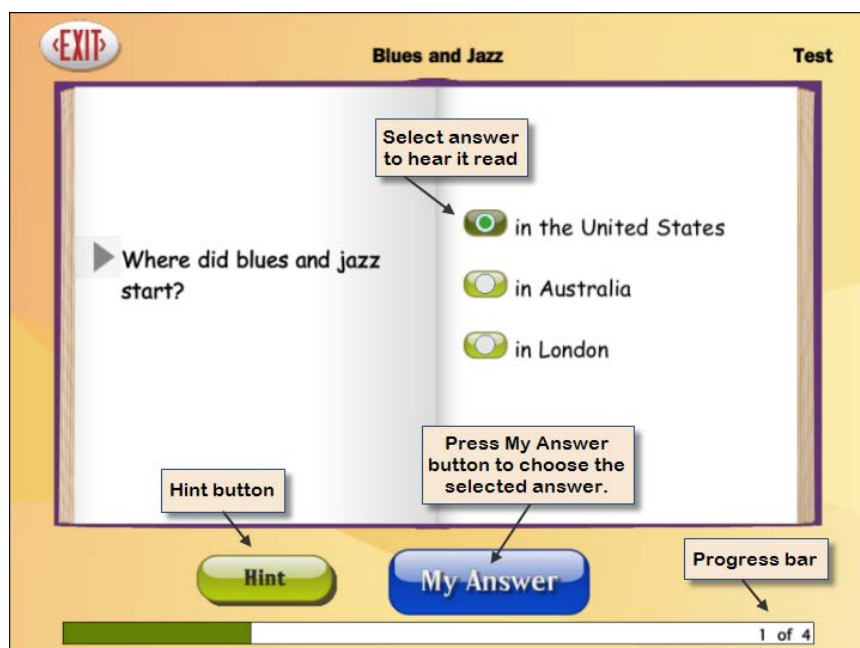 ‹EXIT›
Blues and Jazz
Test
Select answer
to hear it read
Where did blues and jazz
start?
in the United States
in Australia
in London
Press My Answer
button to choose the
selected answer.
Hint button
Hint
My Answer
Progress bar
1 of 4